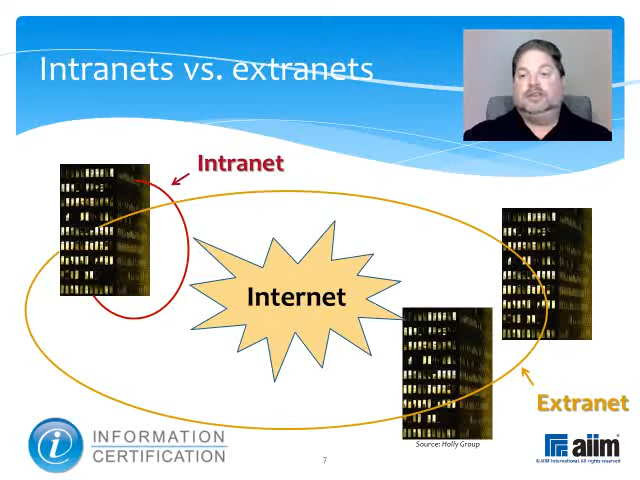 Intranets vs. extranets
Intranet
Internet
Extranet
Source: Holly Group
INFORMATION
CERTIFICATION
7
aiim
© AIIM International. All rights reserved